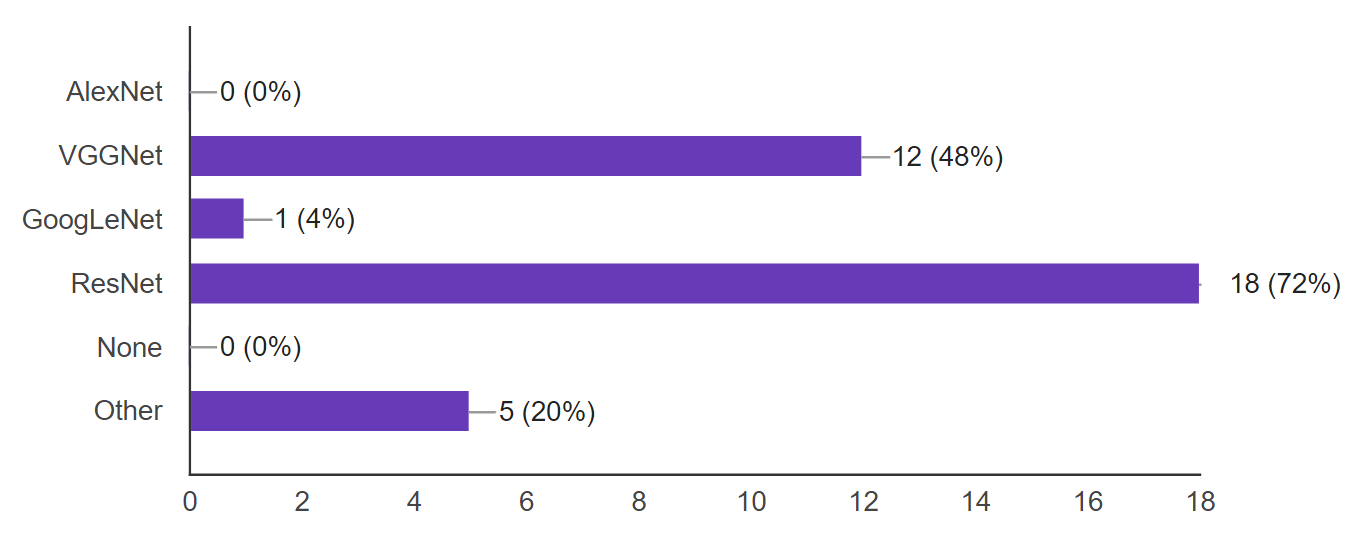 AlexNet 0 (0%)
VGGNet 12 (48%)
GoogLeNet 1 (4%)
ResNet 18 (72%)
None 0 (0%)
Other 5 (20%)
0 2 4 6 8 10 12 14 16 18